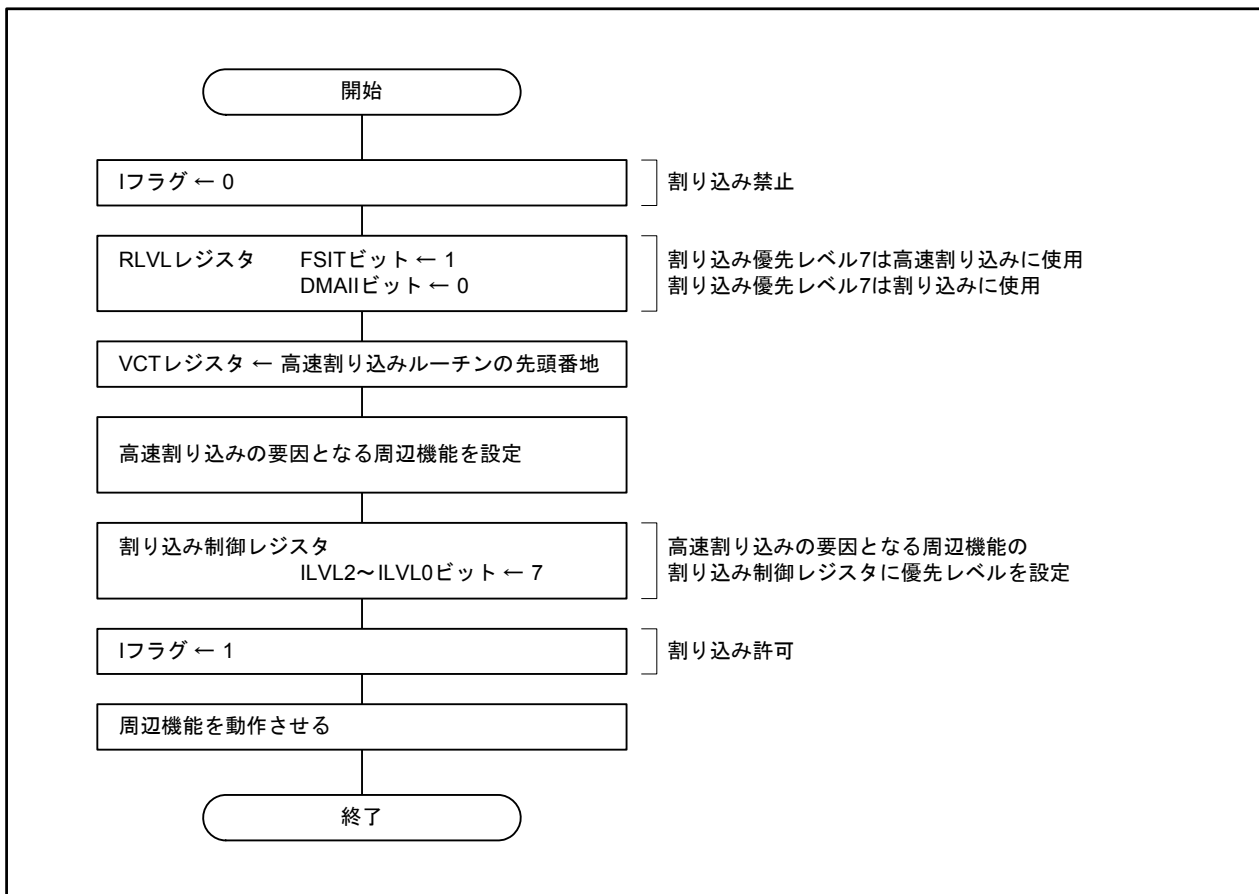 開始
Iフラグ ← 0
割り込み禁止
RLVLレジスタ FSITビット ← 1
DMAIIビット ← 0
割り込み優先レベル7は高速割り込みに使用
割り込み優先レベル7は割り込みに使用
VCTレジスタ ← 高速割り込みルーチンの先頭番地
高速割り込みの要因となる周辺機能を設定
割り込み制御レジスタ
ILVL2～ILVL0ビット ← 7
高速割り込みの要因となる周辺機能の
割り込み制御レジスタに優先レベルを設定
Iフラグ ← 1
割り込み許可
周辺機能を動作させる
終了